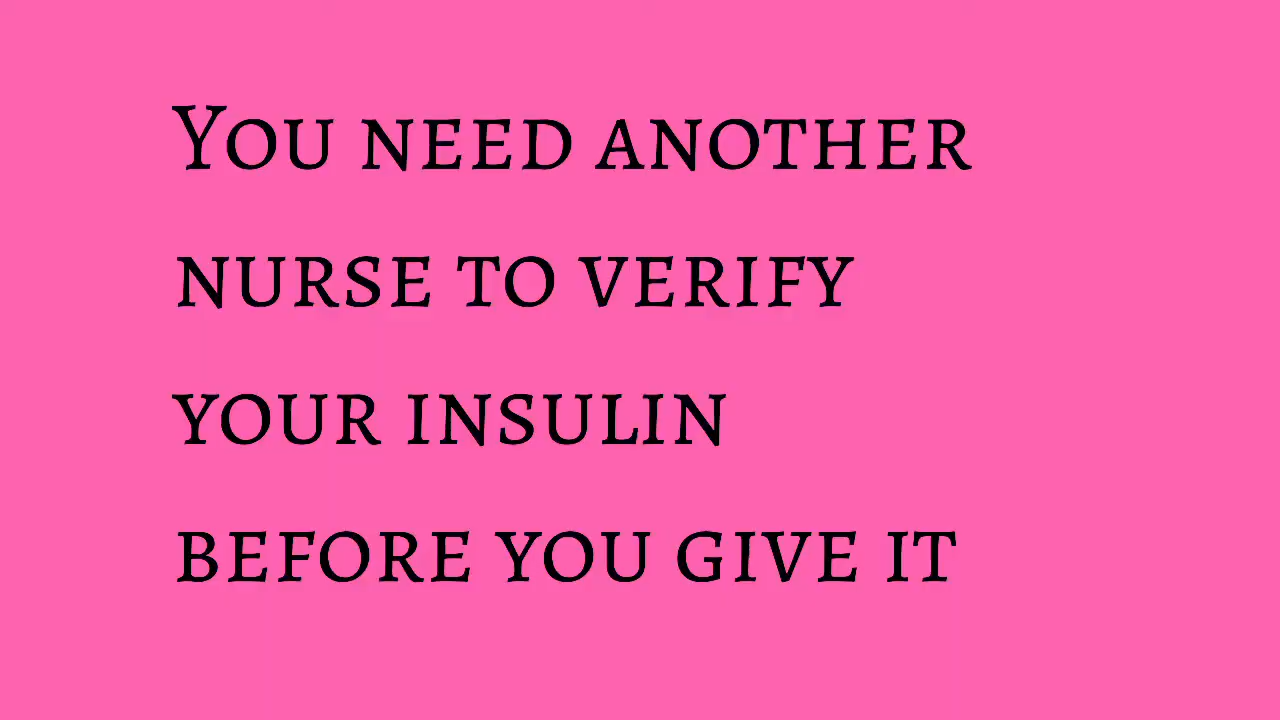 You need another
nurse to verify
your insulin
before you give it